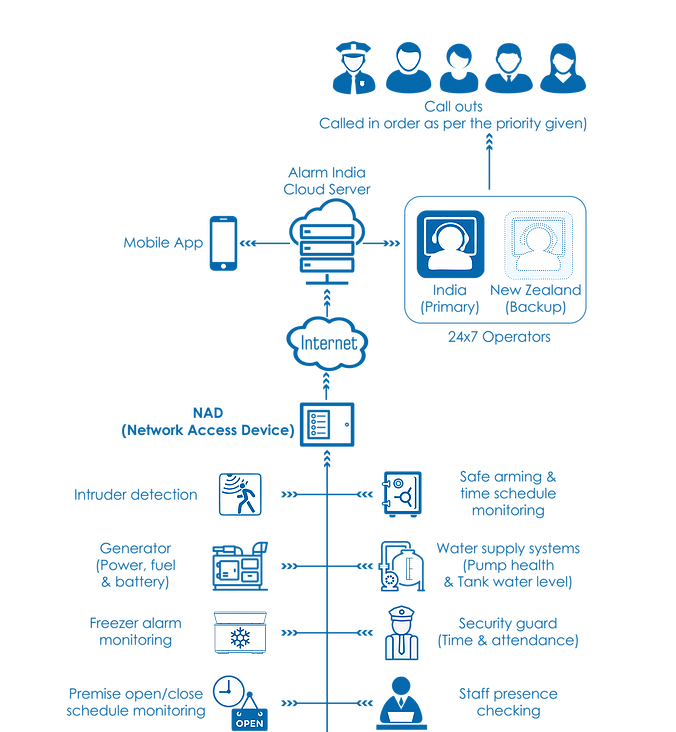 Call outs
Called in order as per the priority given)
Alarm India
Cloud Server
Mobile App
India
(Primary)
New Zealand
(Backup)
24x7 Operators
Internet
NAD
(Network Access Device)
Intruder detection
Safe arming &
time schedule
monitoring
Generator
(Power, fuel
& battery)
Water supply systems
(Pump health
& Tank water level)
Freezer alarm
monitoring
Security guard
(Time & attendance)
Premise open/close
schedule monitoring
OPEN
Staff presence
checking